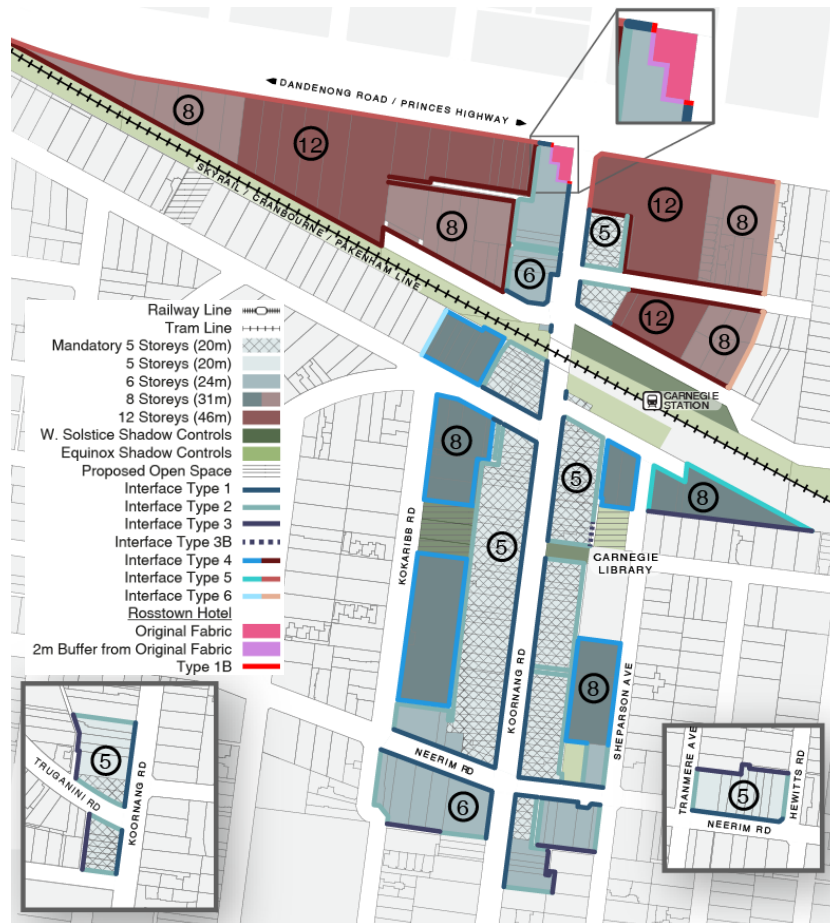 DANDENONG ROAD / PRINCES HIGHWAY
8
12
8
6
5
12
8
12
8
SKYRAIL / CRANBOURNE / PAKENHAM LINE
Railway Line
Tram Line
Mandatory 5 Storeys (20m)
5 Storeys (20m)
6 Storeys (24m)
8 Storeys (31m)
12 Storeys (46m)
W. Solstice Shadow Controls
Equinox Shadow Controls
Proposed Open Space
Interface Type 1
Interface Type 2
Interface Type 3
Interface Type 3B
Interface Type 4
Interface Type 5
Interface Type 6
Rosstown Hotel
Original Fabric
2m Buffer from Original Fabric
Type 1B
CARNEGIE
STATION
8
5
8
5
KOKARIBB RD
CARNEGIE
LIBRARY
KOORNANG RD
8
SHEPARSON AVE
NEERIM RD
6
5
TRUGANINI RD
KOORNANG RD
TRANMERE AVE
5
HEWITTS RD
NEERIM RD